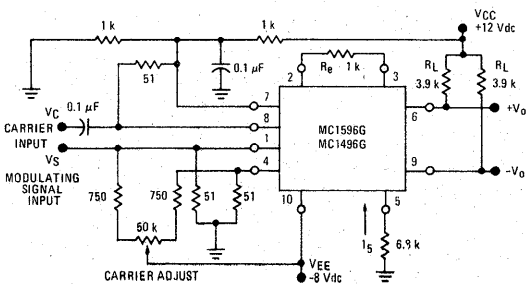 1 k
1 k
VCC
+12 Vdc
51
0.1 µF
Re 1 k
RL
3.9 k
RL
3.9 k
2
3
VC
0.1 µF
CARRIER
INPUT
VS
MODULATING
SIGNAL
INPUT
7
8
1
4
MC1596G
MC1496G
6
9
+Vo
-Vo
750
750
51
51
10
5
50 k
I5
6.8 k
CARRIER ADJUST
VEE
-8 Vdc